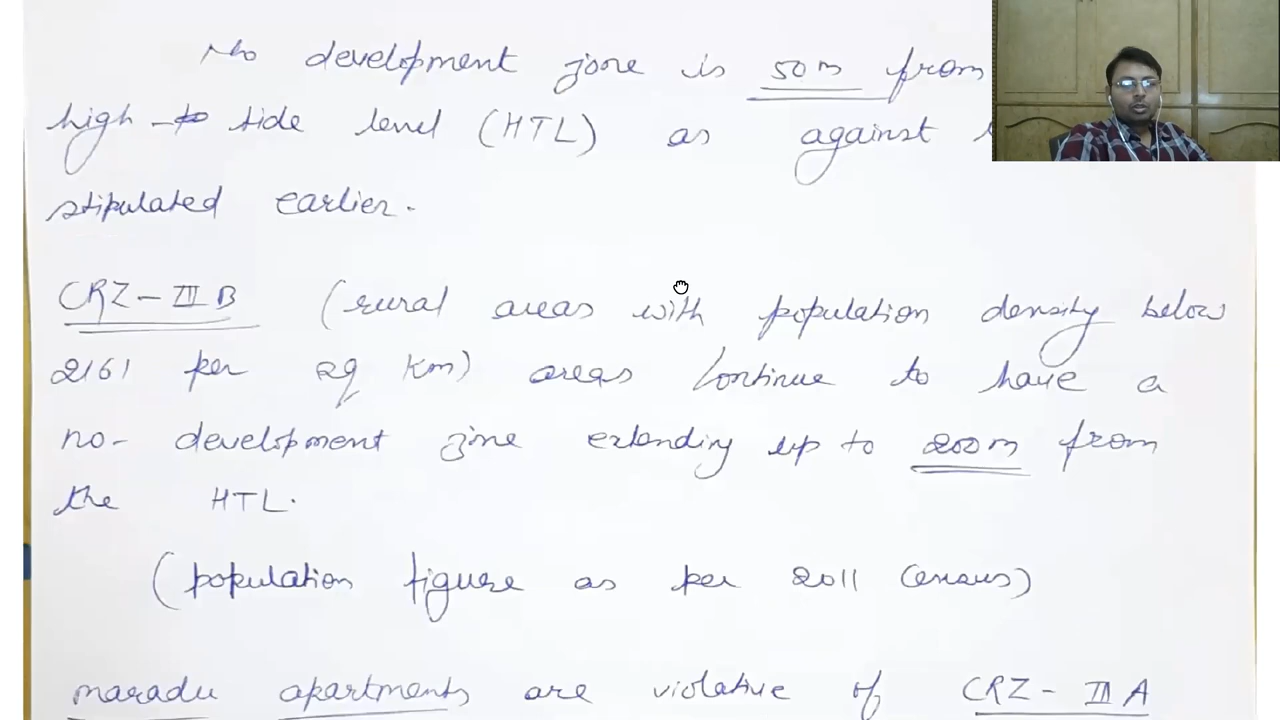 No development zone is 50m from
high-to tide level (HTL) as against
stipulated earlier.
CRZ-III B (rural areas with population density below
2161 per sq km) areas continue to have a
no- development zone extending up to 200m from
the HTL.
(population figure as per 2011 Census)
maradu apartments are violative of CRZ- III A